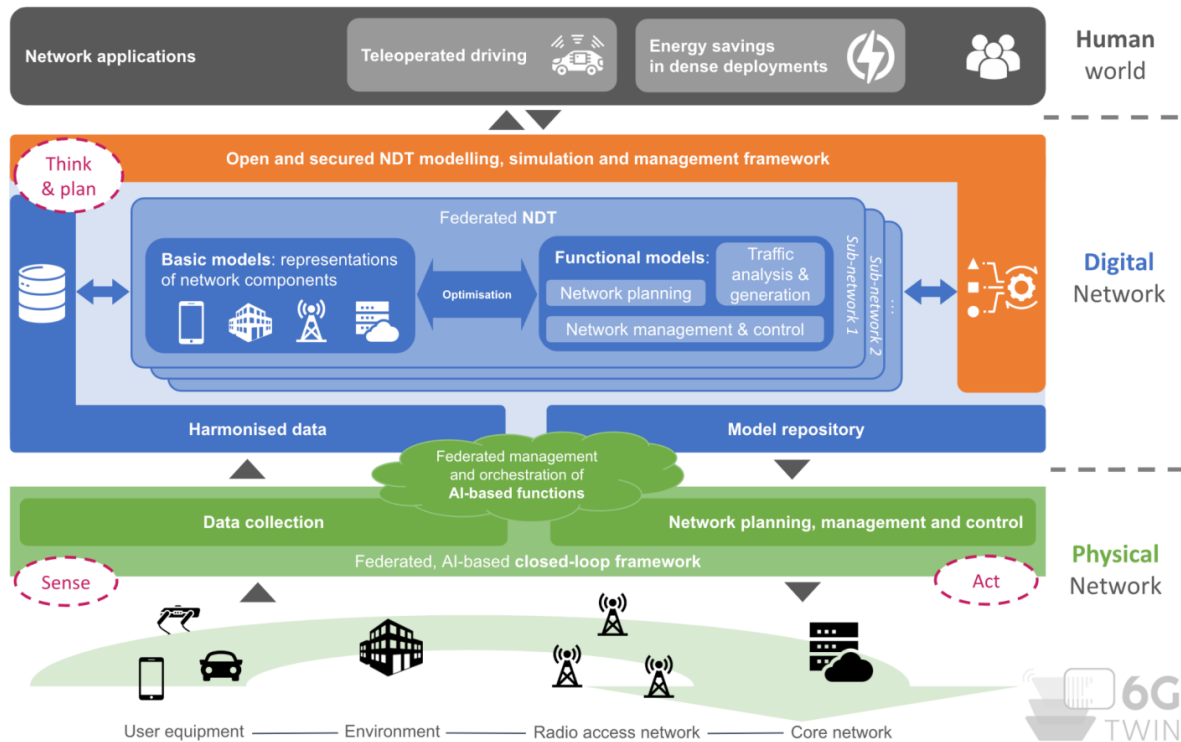 Network applications
Teleoperated driving
Energy savings
in dense deployments
Human
world
Think
& plan
Open and secured NDT modelling, simulation and management framework
Federated NDT
Basic models: representations
of network components
Optimisation
Functional models:
Traffic
analysis &
generation
Network planning
Network management & control
Sub-network 1
Sub-network 2
...
Digital
Network
Harmonised data
Model repository
Federated management
and orchestration of
AI-based functions
Data collection
Network planning, management and control
Federated, AI-based closed-loop framework
Sense
Act
Physical
Network
User equipment
Environment
Radio access network
Core network
6G
TWIN